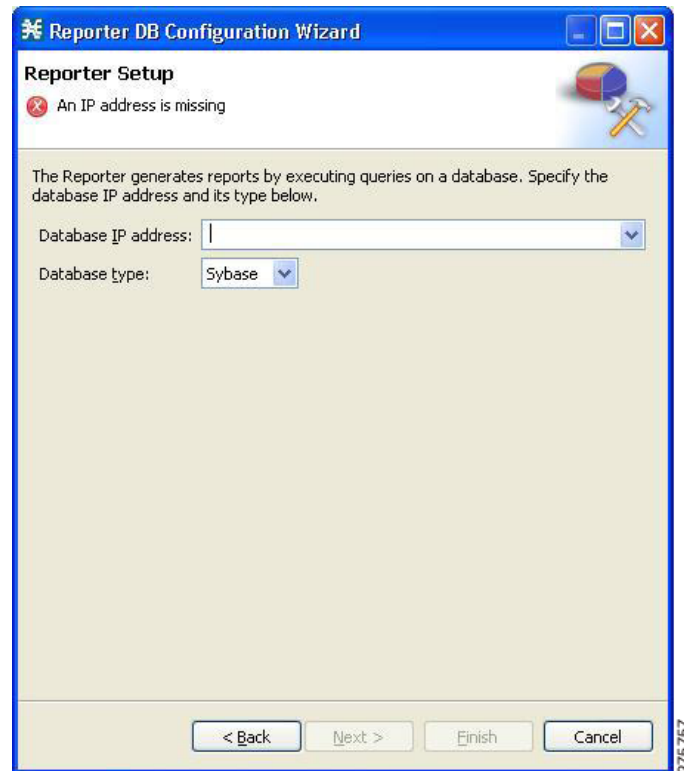 Reporter DB Configuration Wizard
Reporter Setup
An IP address is missing
The Reporter generates reports by executing queries on a database. Specify the
database IP address and its type below.
Database IP address:
Database type: Sybase
< Back Next > Finish Cancel